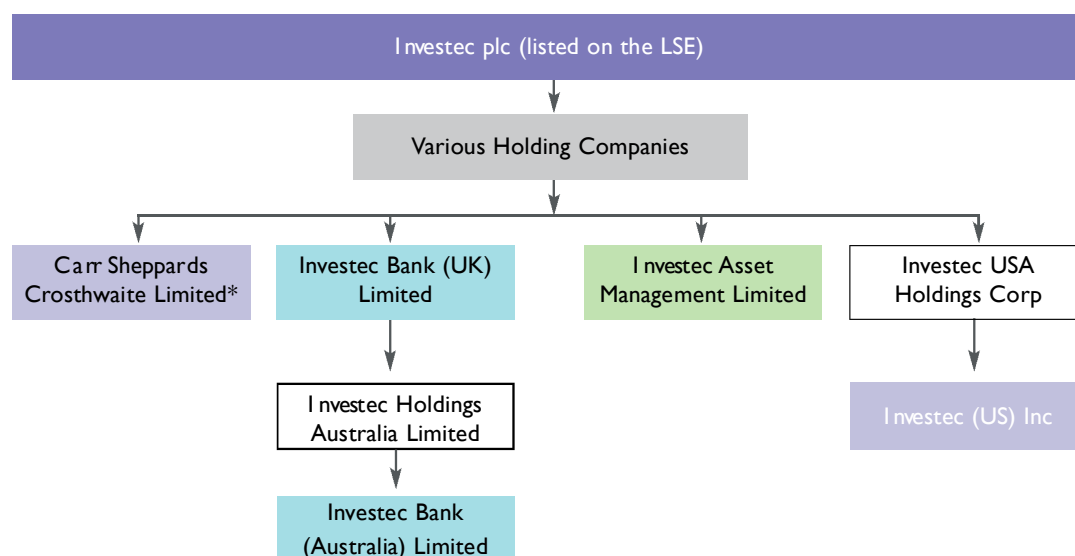 Investec plc (listed on the LSE)
Various Holding Companies
Carr Sheppards
Crosthwaite Limited*
Investec Bank (UK)
Limited
Investec Asset
Management Limited
Investec USA
Holdings Corp
Investec Holdings
Australia Limited
Investec (US) Inc
Investec Bank
(Australia) Limited